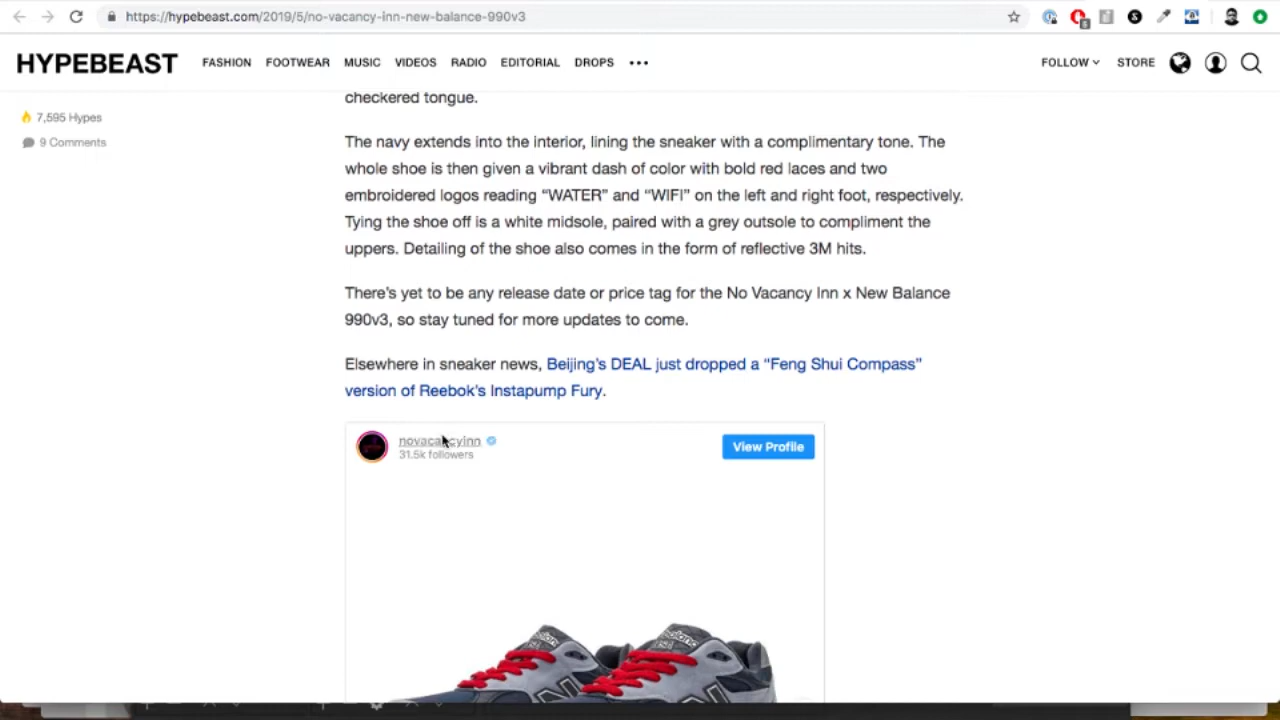 https://hypebeast.com/2019/5/no-vacancy-inn-new-balance-990v3
HYPEBEAST FASHION FOOTWEAR MUSIC VIDEOS RADIO EDITORIAL DROPS ••• FOLLOW STORE
7,595 Hypes
9 Comments
checkered tongue.
The navy extends into the interior, lining the sneaker with a complimentary tone. The
whole shoe is then given a vibrant dash of color with bold red laces and two
embroidered logos reading “WATER” and “WIFI” on the left and right foot, respectively.
Tying the shoe off is a white midsole, paired with a grey outsole to compliment the
uppers. Detailing of the shoe also comes in the form of reflective 3M hits.
There’s yet to be any release date or price tag for the No Vacancy Inn x New Balance
990v3, so stay tuned for more updates to come.
Elsewhere in sneaker news, Beijing’s DEAL just dropped a “Feng Shui Compass”
version of Reebok’s Instapump Fury.
novacancyinn
31.5k followers
View Profile